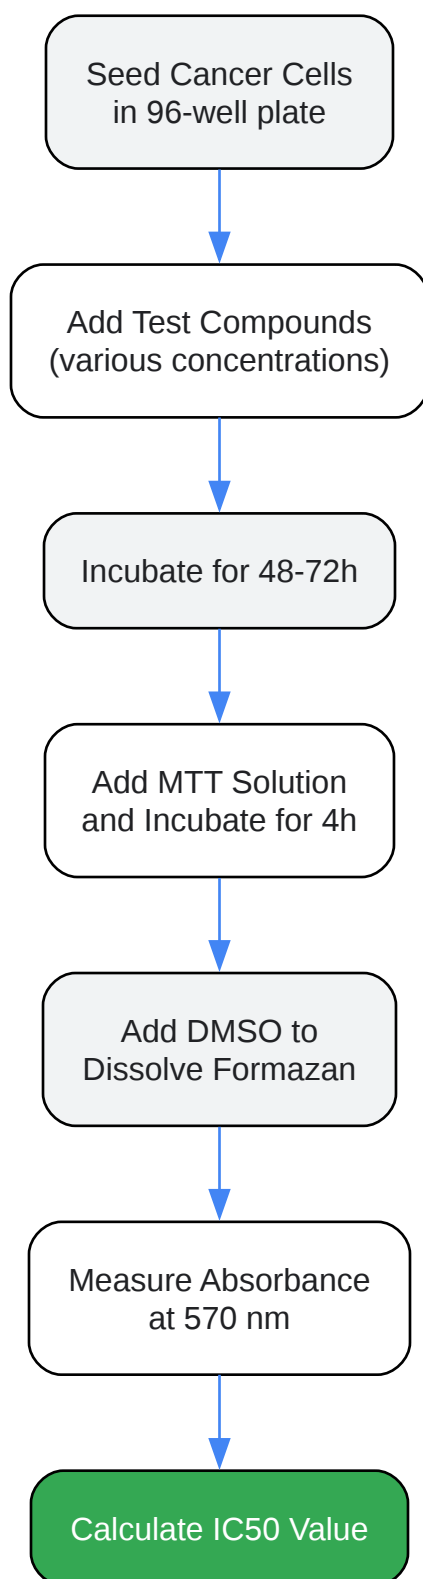 Seed Cancer Cells
in 96-well plate
Add Test Compounds
(various concentrations)
Incubate for 48-72h
Add MTT Solution
and Incubate for 4h
Add DMSO to
Dissolve Formazan
Measure Absorbance
at 570 nm
Calculate IC50 Value